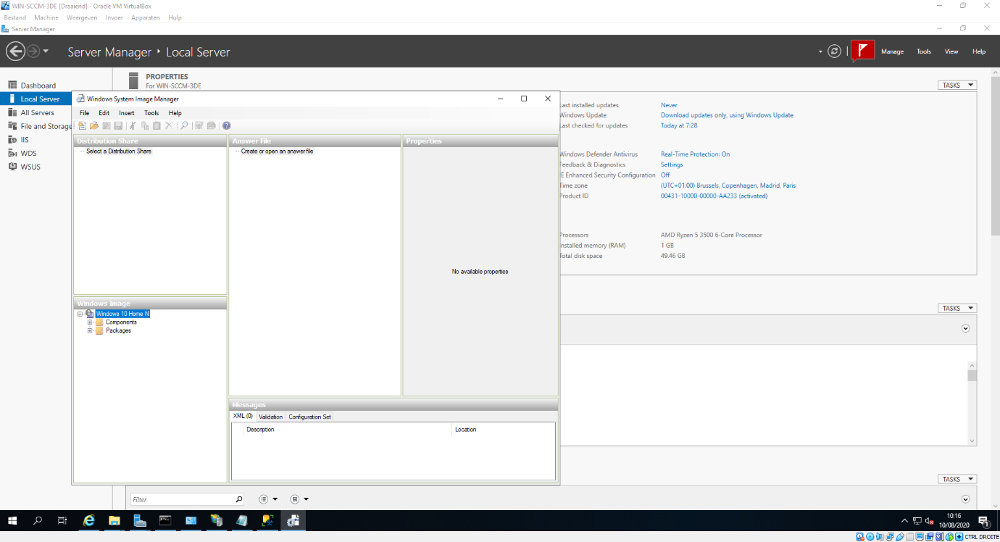 WIN-SCCM-3DE [Draaiend] - Oracle VM VirtualBox
Bestand Machine Weergeven Invoer Apparaten Hulp
Server Manager
Server Manager ‣ Local Server
Manage Tools View Help
Dashboard
Local Server
All Servers
File and Storage
IIS
WDS
WSUS
PROPERTIES
For WIN-SCCM-3DE
TASKS
Windows System Image Manager
File Edit Insert Tools Help
Distribution Share
Select a Distribution Share
Answer File
Create or open an answer file
Properties
No available properties
Windows Image
Windows 10 Home N
Components
Packages
Messages
XML (0) Validation Configuration Set
Description Location
Last installed updates Never
Windows Update Download updates only, using Windows Update
Last checked for updates Today at 7:28
Windows Defender Antivirus Real-Time Protection: On
Feedback & Diagnostics Settings
IE Enhanced Security Configuration Off
Time zone (UTC+01:00) Brussels, Copenhagen, Madrid, Paris
Product ID 00431-10000-00000-AA233 (activated)
Processors AMD Ryzen 5 3500 6-Core Processor
Installed memory (RAM) 1 GB
Total disk space 49.46 GB
TASKS
TASKS
Filter
10:16
10/08/2020
1
CTRL DROITE